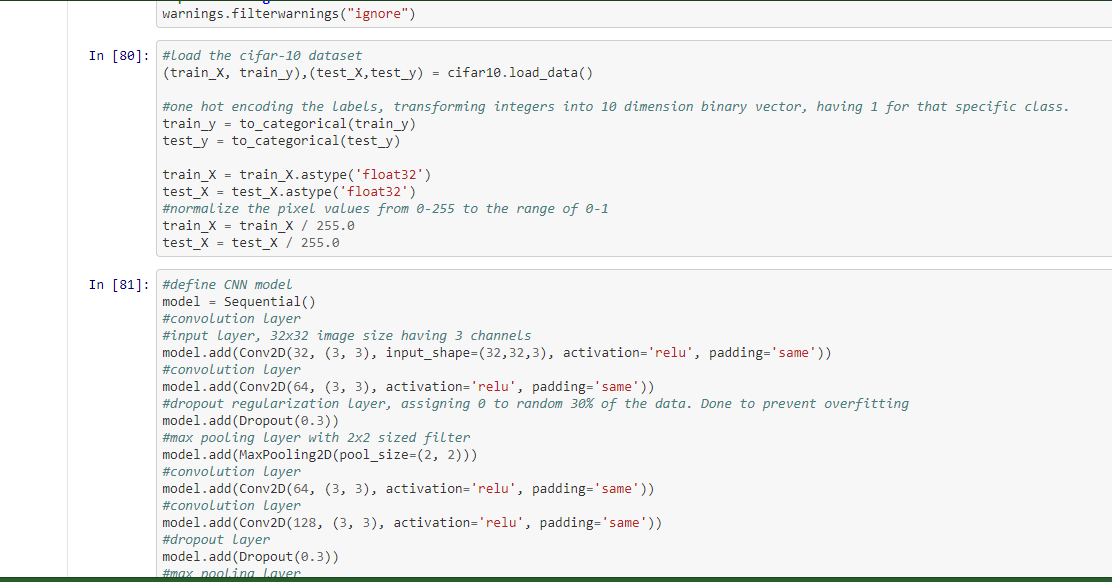 warnings.filterwarnings("ignore")
In [80]: #load the cifar-10 dataset
(train_X, train_y),(test_X,test_y) = cifar10.load_data()
#one hot encoding the labels, transforming integers into 10 dimension binary vector, having 1 for that specific class.
train_y = to_categorical(train_y)
test_y = to_categorical(test_y)
train_X = train_X.astype('float32')
test_X = test_X.astype('float32')
#normalize the pixel values from 0-255 to the range of 0-1
train_X = train_X / 255.0
test_X = test_X / 255.0
In [81]: #define CNN model
model = Sequential()
#convolution layer
#input layer, 32x32 image size having 3 channels
model.add(Conv2D(32, (3, 3), input_shape=(32,32,3), activation='relu', padding='same'))
#convolution layer
model.add(Conv2D(64, (3, 3), activation='relu', padding='same'))
#dropout regularization layer, assigning 0 to random 30% of the data. Done to prevent overfitting
model.add(Dropout(0.3))
#max pooling layer with 2x2 sized filter
model.add(MaxPooling2D(pool_size=(2, 2)))
#convolution layer
model.add(Conv2D(64, (3, 3), activation='relu', padding='same'))
#convolution layer
model.add(Conv2D(128, (3, 3), activation='relu', padding='same'))
#dropout layer
model.add(Dropout(0.3))
#max pooling layer